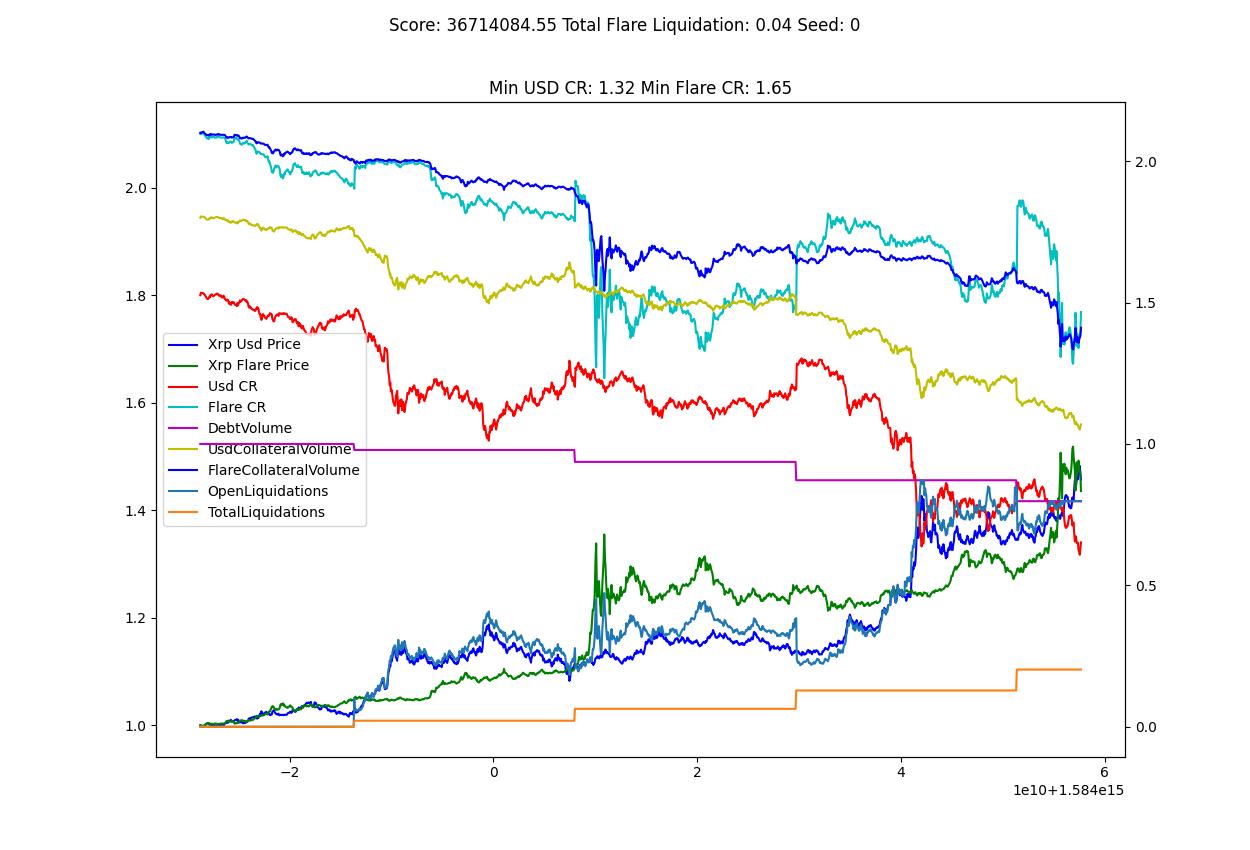 Score: 36714084.55 Total Flare Liquidation: 0.04 Seed: 0
Min USD CR: 1.32 Min Flare CR: 1.65
2.0
1.8
1.6
1.4
1.2
1.0
Xrp Usd Price
Xrp Flare Price
Usd CR
Flare CR
DebtVolume
UsdCollateralVolume
FlareCollateralVolume
OpenLiquidations
TotalLiquidations
2.0
1.5
1.0
0.5
0.0
−2 0 2 4 6
1e10+1.584e15